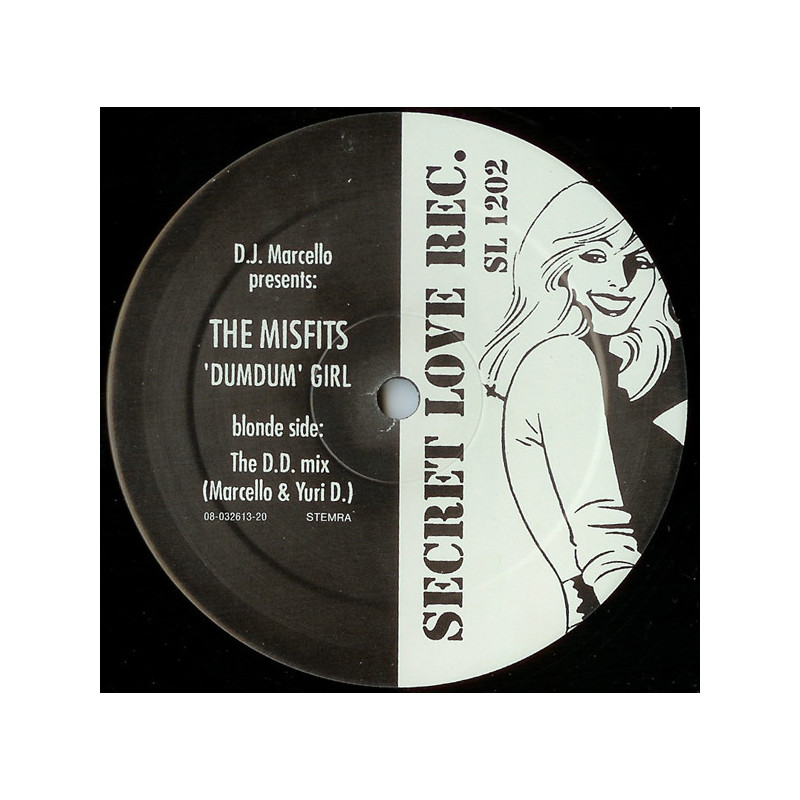 D.J. Marcello
presents:
THE MISFITS
'DUMDUM' GIRL
blonde side:
The D.D. mix
(Marcello & Yuri D.)
08-032613-20 STEMRA
SECRET LOVE REC.
SL 1202